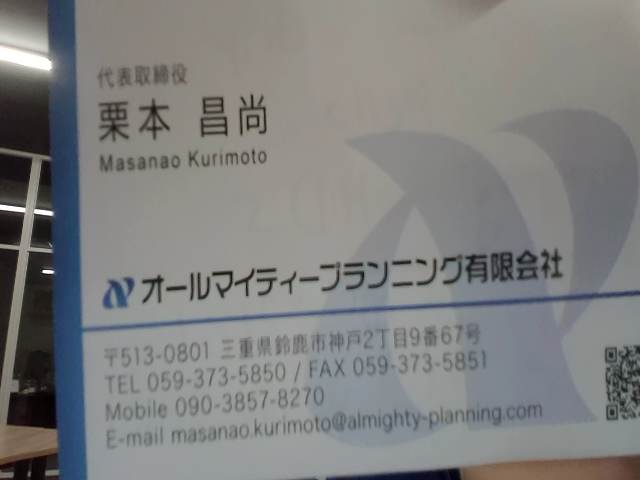 代表取締役
栗本 昌尚
Masanao Kurimoto
オールマイティープランニング有限会社
〒513-0801 三重県鈴鹿市神戸2丁目9番67号
TEL 059-373-5850 / FAX 059-373-5851
Mobile 090-3857-8270
E-mail masanao.kurimoto@almighty-planning.com